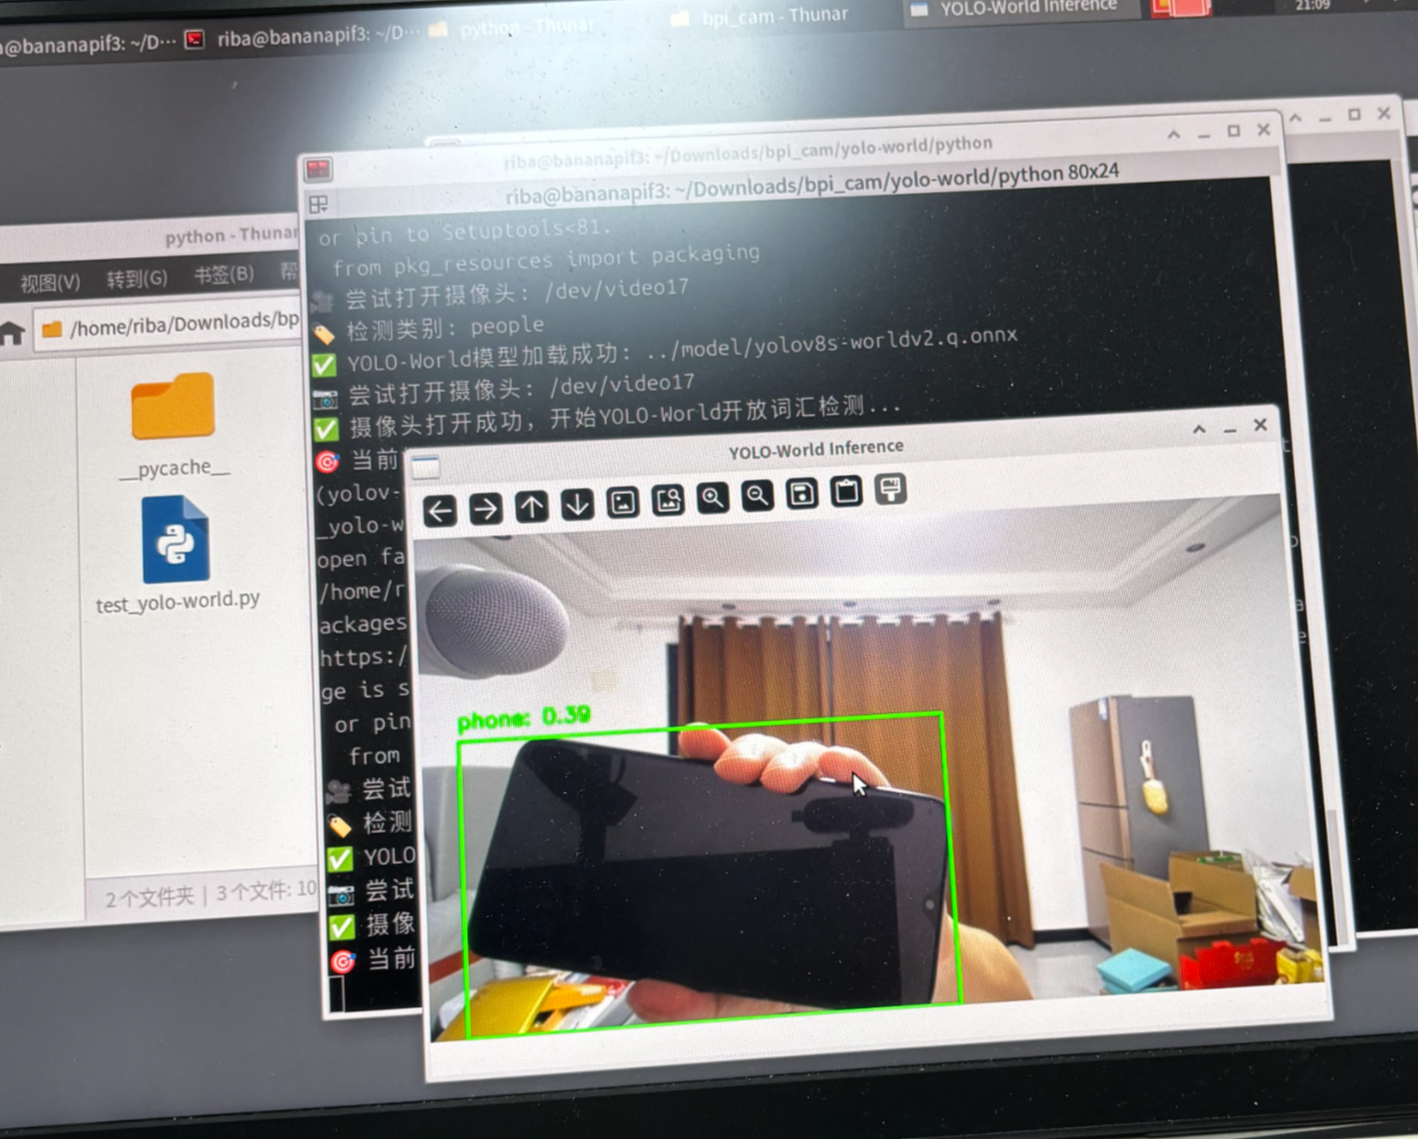 a@bananapif3: ~/D···
riba@bananapif3: ~/D···
python - Thunar
bpi_cam - Thunar
YOLO-World Inference
21:09
riba@bananapif3: ~/Downloads/bpi_cam/yolo-world/python
riba@bananapif3: ~/Downloads/bpi_cam/yolo-world/python 80x24
or pin to Setuptools<81.
from pkg_resources import packaging
尝试打开摄像头: /dev/video17
检测类别: people
YOLO-World模型加载成功: ../model/yolov8s-worldv2.q.onnx
尝试打开摄像头: /dev/video17
摄像头打开成功, 开始YOLO-World开放词汇检测...
当前
(yolov-
_yolo-w
open fa
/home/r
ackages
https:/
ge is s
or pin
from
尝试
检测
YOLO
尝试
摄像
当前
python - Thunar
视图(V) 转到(G) 书签(B) 帮
/home/riba/Downloads/bp
__pycache__
test_yolo-world.py
2 个文件夹 | 3 个文件: 10
YOLO-World Inference
phone: 0.39